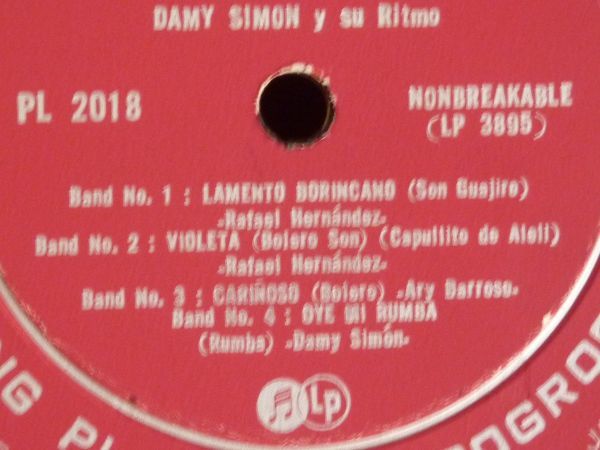 DAMY SIMON y su Ritmo
PL 2018
NONBREAKABLE
(LP 3895)
Band No. 1 : LAMENTO BORINCANO (Son Guajiro)
-Rafael Hernández-
Band No. 2 : VIOLETA (Bolero Son) (Capullito de Alelí)
-Rafael Hernández-
Band No. 3 : CARIÑOSO (Bolero) -Ary Barroso-
Band No. 4 : OYE MI RUMBA
(Rumba) -Damy Simón-
Lp